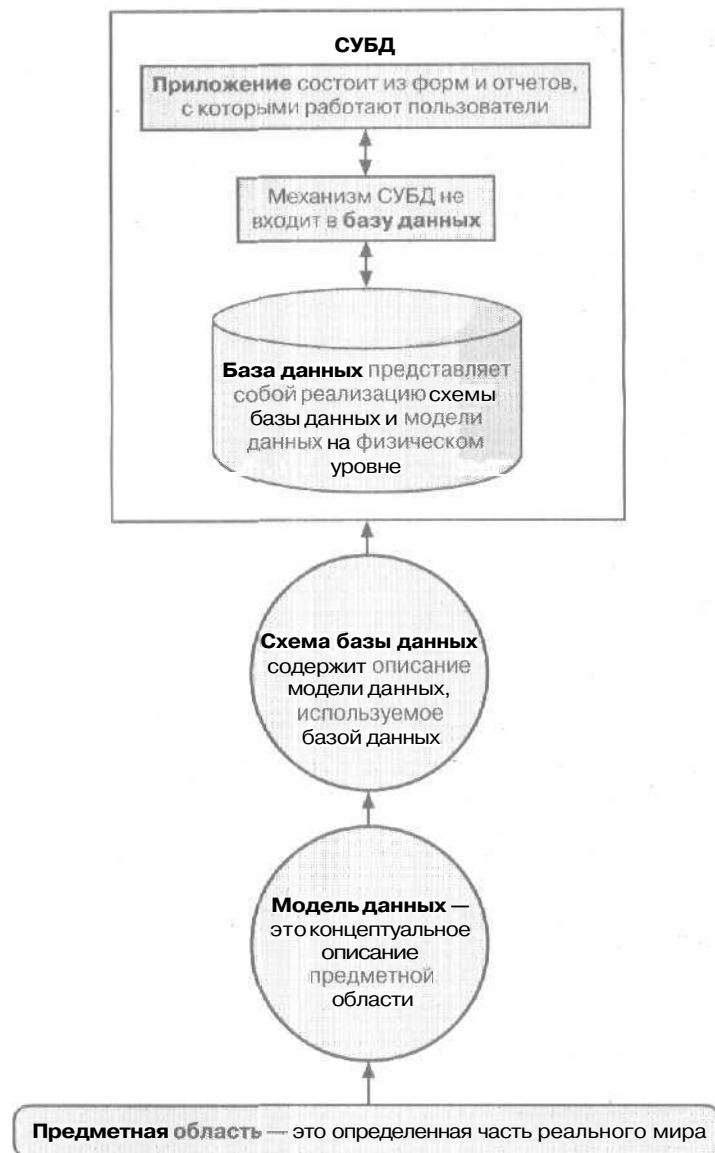 СУБД
Приложение состоит из форм и отчетов,
с которыми работают пользователи
Механизм СУБД не
входит в базу данных
База данных представляет
собой реализацию схемы
базы данных и модели
данных на физическом
уровне
Схема базы данных
содержит описание
модели данных,
используемое
базой данных
Модель данных —
это концептуальное
описание
предметной
области
Предметная область — это определенная часть реального мира